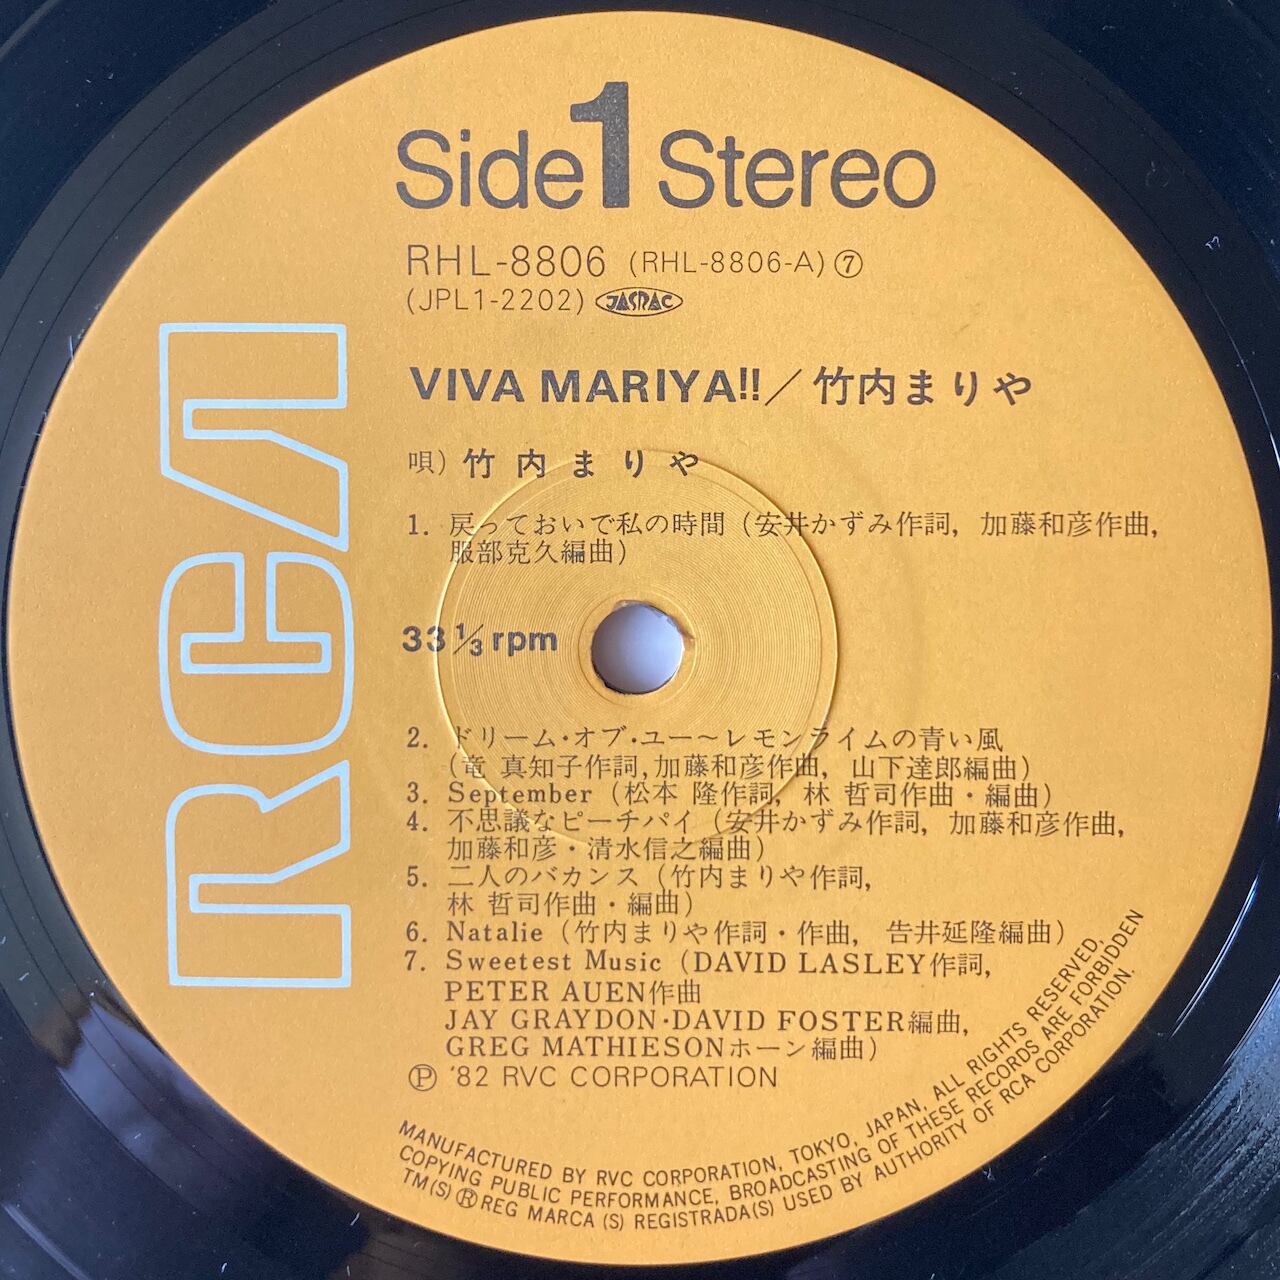 Side 1 Stereo
RHL-8806 (RHL-8806-A) ⑦
(JPL1-2202) JASRAC
VIVA MARIYA!!／竹内まりや
唄) 竹内まりや
1. 戻っておいで私の時間 (安井かずみ作詞, 加藤和彦作曲,
服部克久編曲)
33 1/3 rpm
2. ドリーム・オブ・ユー〜レモンライムの青い風
(竜 真知子作詞, 加藤和彦作曲, 山下達郎編曲)
3. September (松本 隆作詞, 林 哲司作曲・編曲)
4. 不思議なピーチパイ (安井かずみ作詞, 加藤和彦作曲,
加藤和彦・清水信之編曲)
5. 二人のバカンス (竹内まりや作詞,
林 哲司作曲・編曲)
6. Natalie (竹内まりや作詞・作曲, 告井延隆編曲)
7. Sweetest Music (DAVID LASLEY作詞,
PETER AUEN作曲
JAY GRAYDON・DAVID FOSTER編曲,
GREG MATHIESONホーン編曲)
Ⓟ '82 RVC CORPORATION
MANUFACTURED BY RVC CORPORATION, TOKYO, JAPAN, ALL RIGHTS RESERVED,
COPYING PUBLIC PERFORMANCE, BROADCASTING OF THESE RECORDS ARE FORBIDDEN
TM(S) ® REG MARCA (S) REGISTRADA(S) USED BY AUTHORITY OF RCA CORPORATION.
RCA